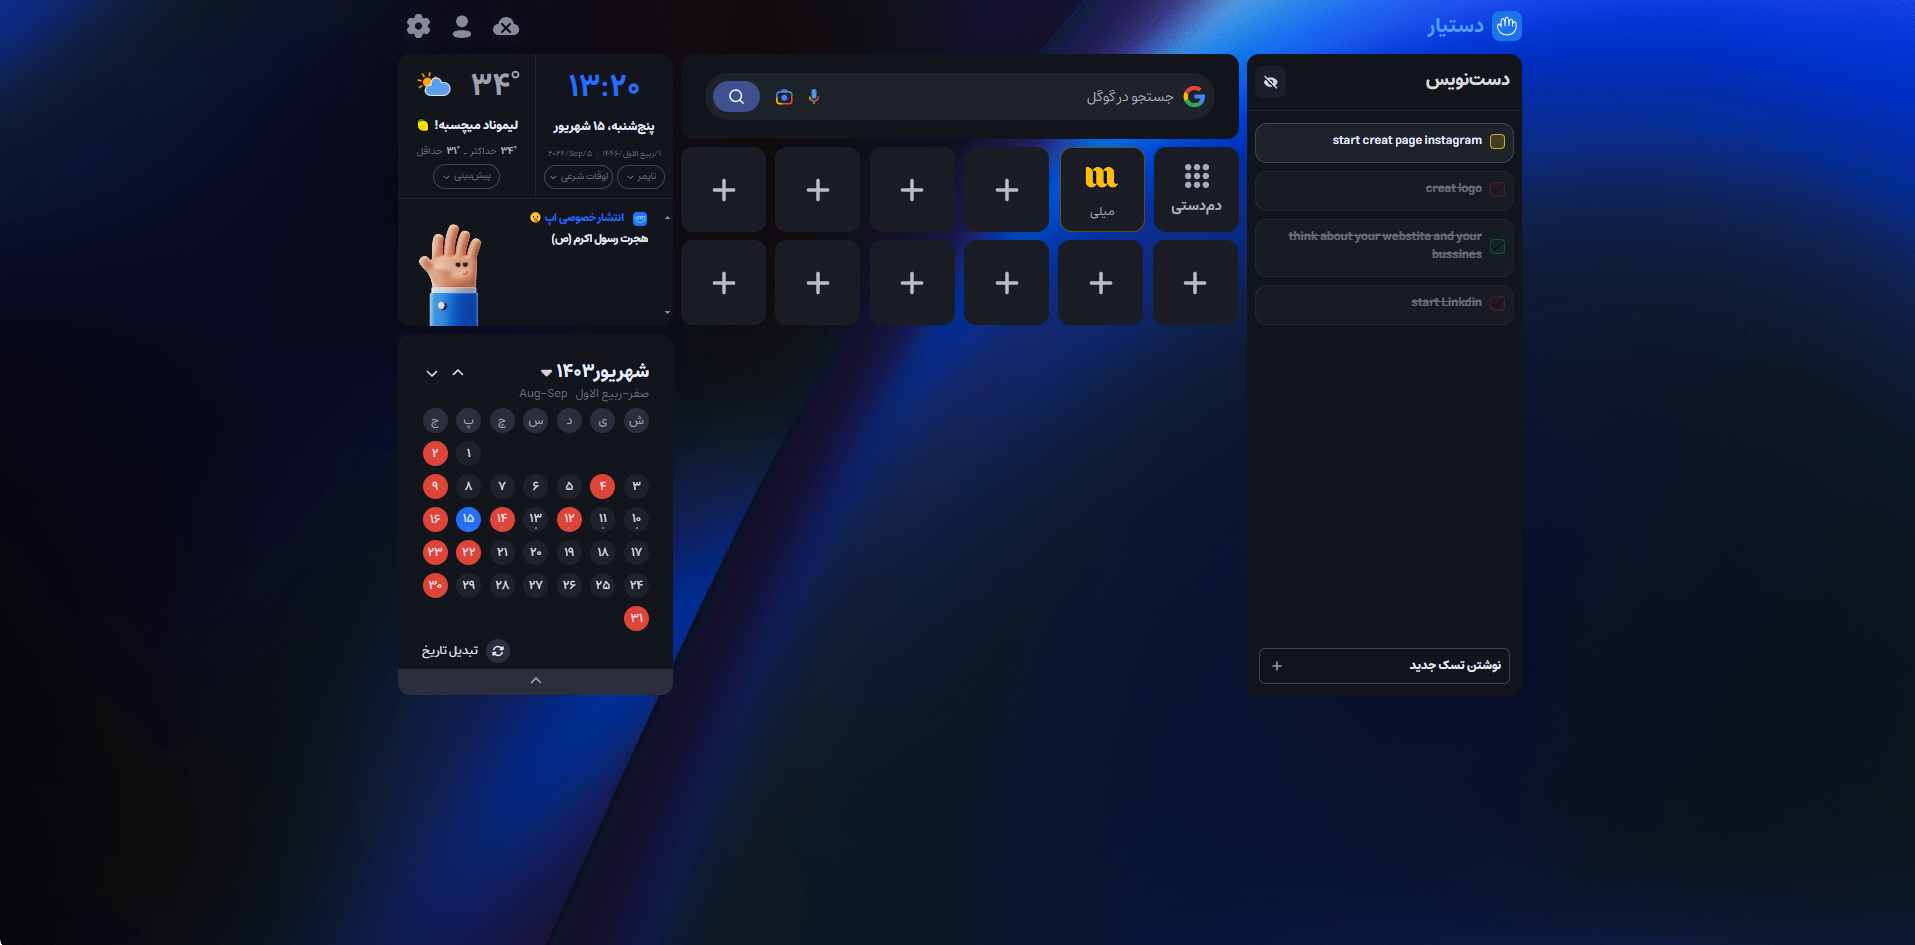 دستیار
دست‌نویس
start creat page instagram
creat logo
think about your webstite and your
bussines
start Linkdin
نوشتن تسک جدید
جستجو در گوگل
دم‌دستی
میلی
۱۳:۲۰
پنج‌شنبه، ۱۵ شهریور
۱/ربیع الاول/۱۴۴۶ | ۲۰۲۴/Sep/۵
تایمر
اوقات شرعی
۳۴°
لیموناد میچسبه!
۳۴° حداکثر . ۳۱° حداقل
پیش‌بینی
انتشار خصوصی اپ
هجرت رسول اکرم (ص)
شهریور۱۴۰۳
صفر-ربیع الاول Aug-Sep
ش ی د س چ پ ج
۱ ۲
۳ ۴ ۵ ۶ ۷ ۸ ۹
۱۰ ۱۱ ۱۲ ۱۳ ۱۴ ۱۵ ۱۶
۱۷ ۱۸ ۱۹ ۲۰ ۲۱ ۲۲ ۲۳
۲۴ ۲۵ ۲۶ ۲۷ ۲۸ ۲۹ ۳۰
۳۱
تبدیل تاریخ